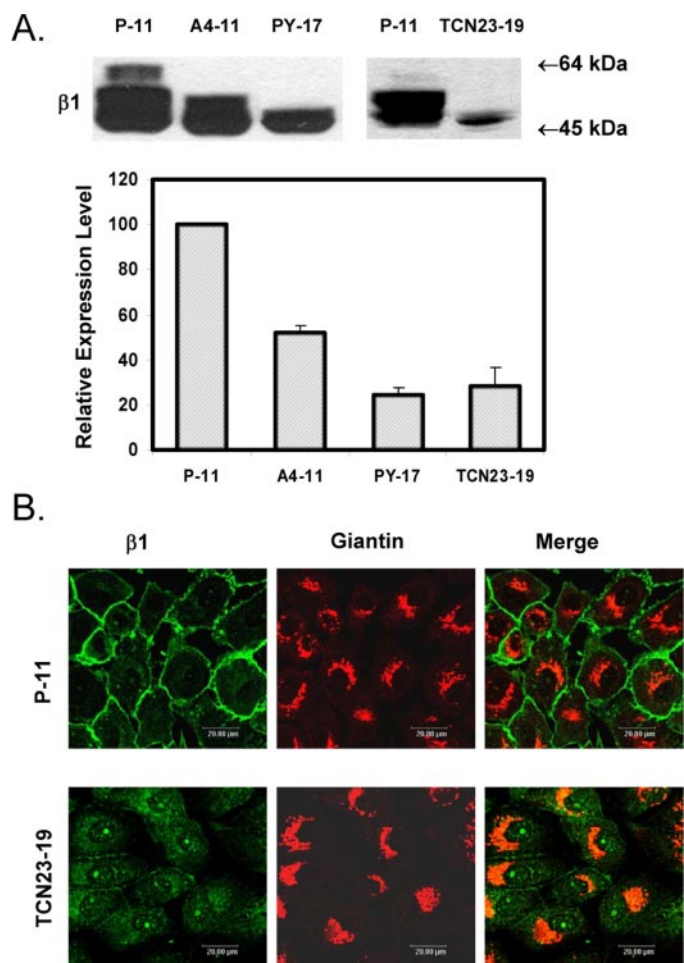 A.
P-11 A4-11 PY-17 P-11 TCN23-19
←64 kDa
β1
←45 kDa
Relative Expression Level
120
100
80
60
40
20
0
P-11 A4-11 PY-17 TCN23-19
B.
β1 Giantin Merge
P-11
20.00 µm 20.00 µm 20.00 µm
TCN23-19
20.00 µm 20.00 µm 20.00 µm